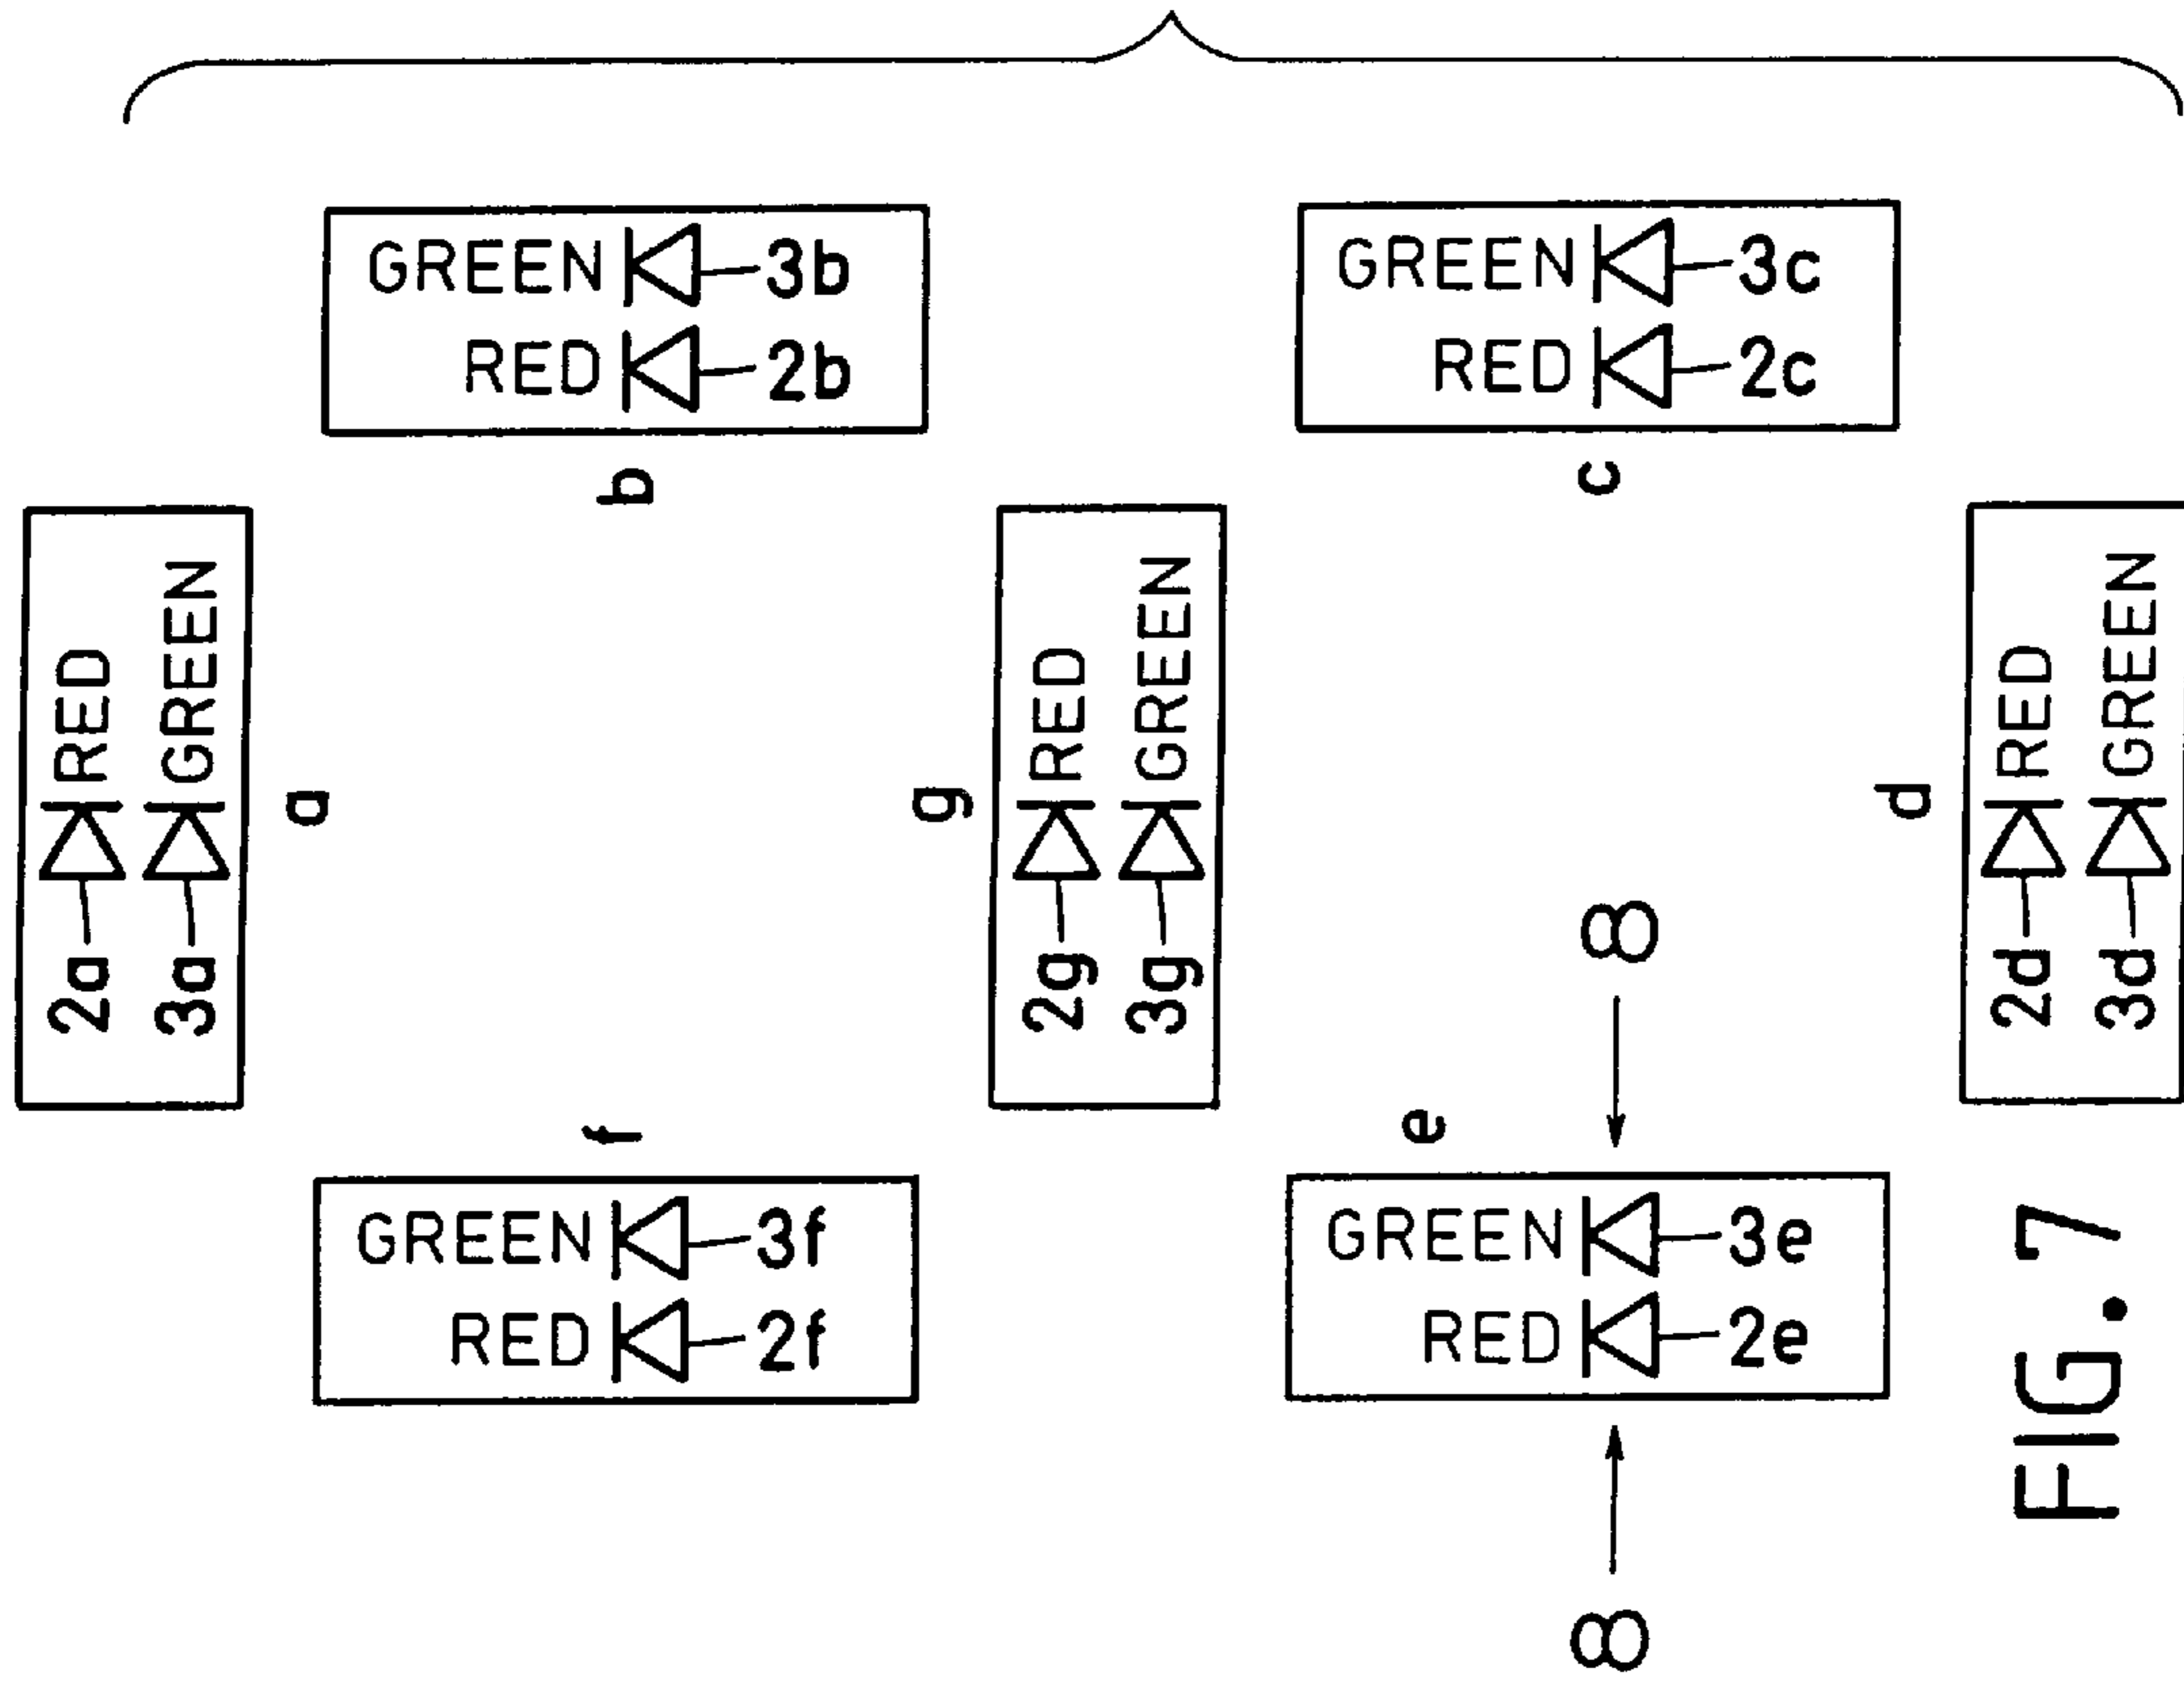 2a RED
3a GREEN
a
GREEN 3b
RED 2b
b
GREEN 3f
RED 2f
f
2g RED
3g GREEN
g
GREEN 3c
RED 2c
c
GREEN 3e
RED 2e
e
8
8
2d RED
3d GREEN
d
FIG. 7